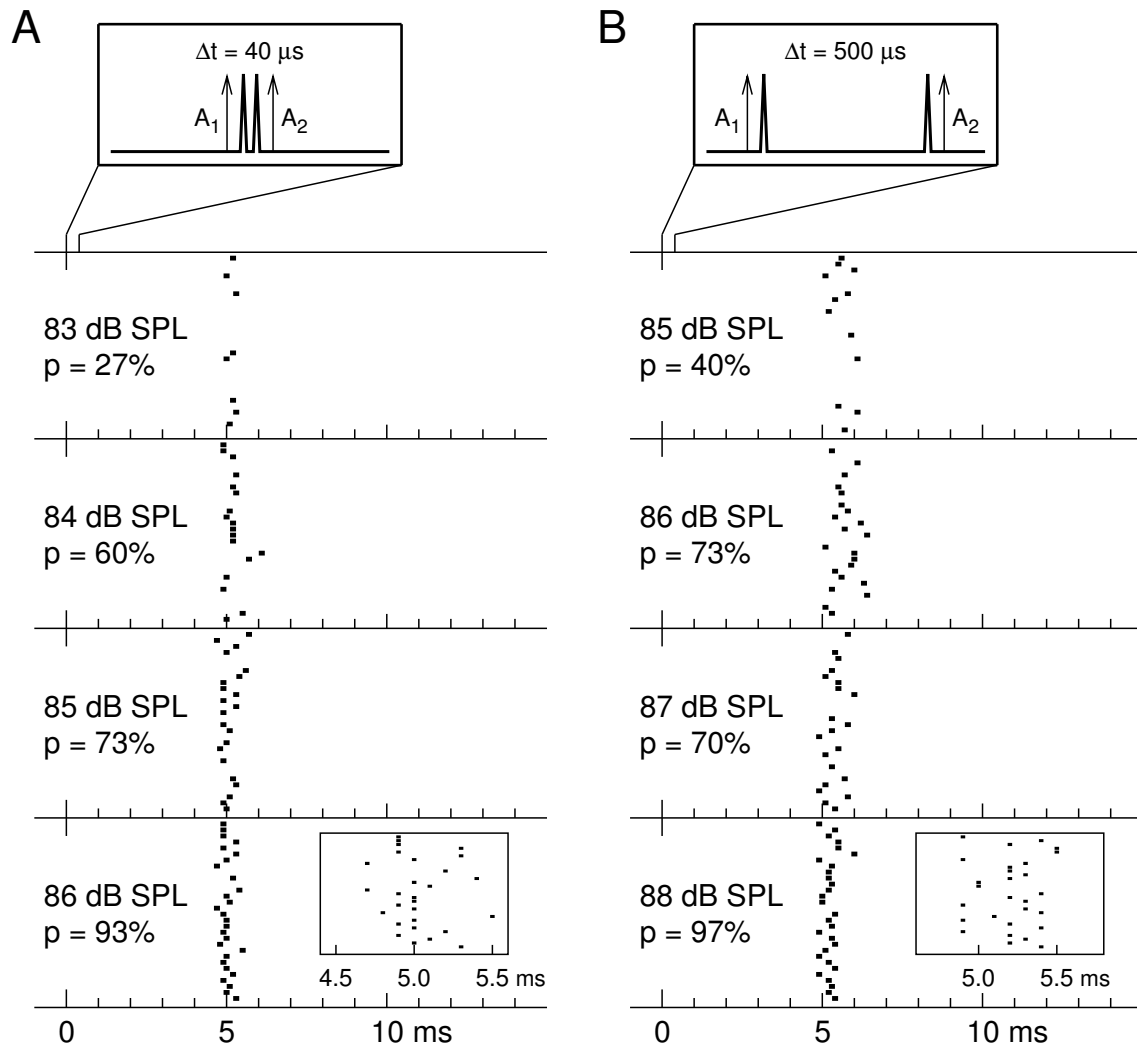 A
Δt = 40 μs
A1
A2
83 dB SPL
p = 27%
84 dB SPL
p = 60%
85 dB SPL
p = 73%
86 dB SPL
p = 93%
4.5 5.0 5.5 ms
0 5 10 ms
B
Δt = 500 μs
A1
A2
85 dB SPL
p = 40%
86 dB SPL
p = 73%
87 dB SPL
p = 70%
88 dB SPL
p = 97%
5.0 5.5 ms
0 5 10 ms